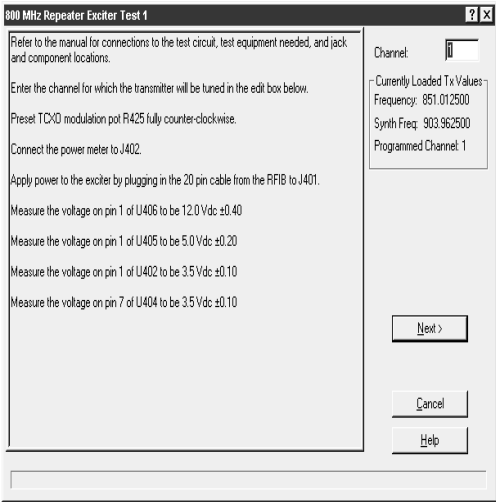 800 MHz Repeater Exciter Test 1
Refer to the manual for connections to the test circuit, test equipment needed, and jack
and component locations.
Enter the channel for which the transmitter will be tuned in the edit box below.
Preset TCXO modulation pot R425 fully counter-clockwise.
Connect the power meter to J402.
Apply power to the exciter by plugging in the 20 pin cable from the RFIB to J401.
Measure the voltage on pin 1 of U406 to be 12.0 Vdc ±0.40
Measure the voltage on pin 1 of U405 to be 5.0 Vdc ±0.20
Measure the voltage on pin 1 of U402 to be 3.5 Vdc ±0.10
Measure the voltage on pin 7 of U404 to be 3.5 Vdc ±0.10
Channel: 1
Currently Loaded Tx Values
Frequency: 851.012500
Synth Freq: 903.962500
Programmed Channel: 1
Next >
Cancel
Help